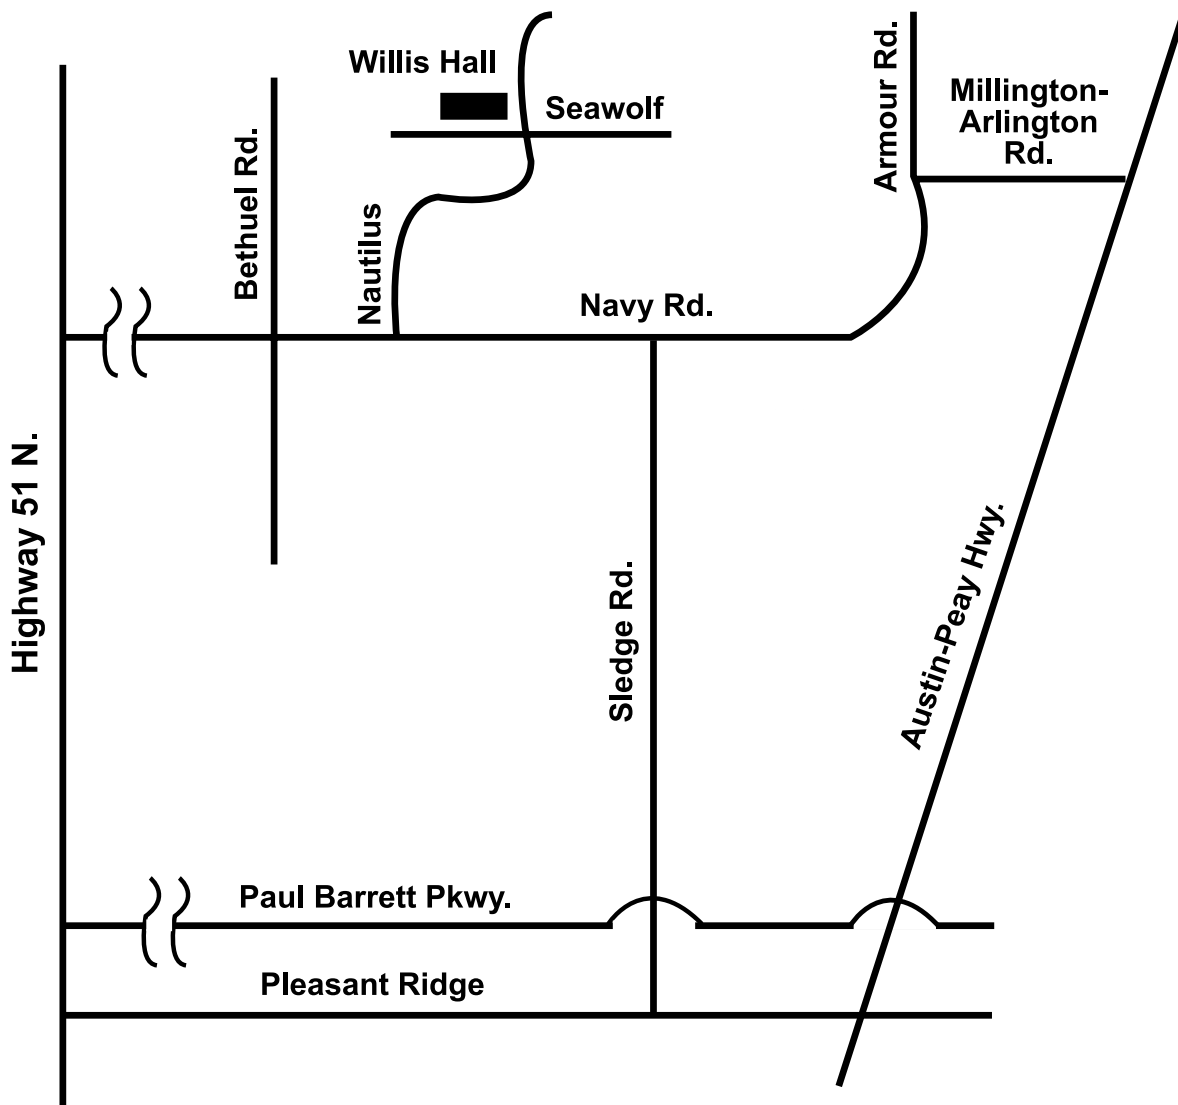 Willis Hall
Seawolf
Armour Rd.
Millington-
Arlington
Rd.
Bethuel Rd.
Nautilus
Navy Rd.
Highway 51 N.
Sledge Rd.
Austin-Peay Hwy.
Paul Barrett Pkwy.
Pleasant Ridge